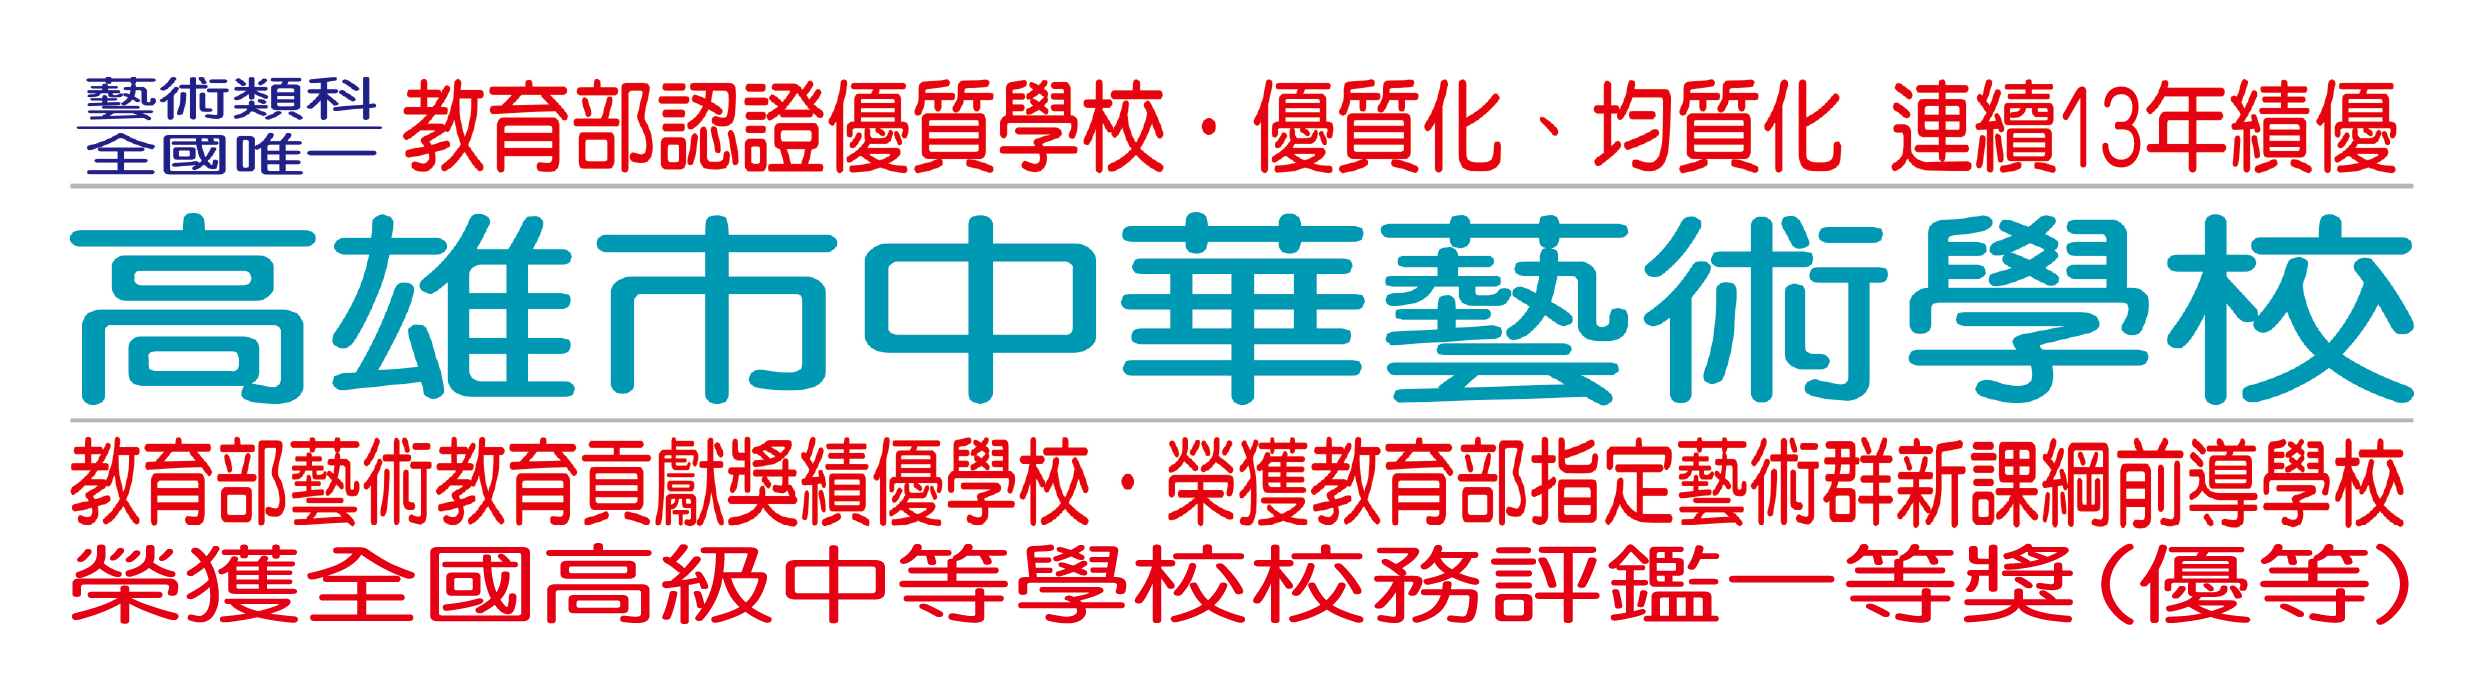 藝術類科
全國唯一
教育部認證優質學校・優質化、均質化 連續13年績優
高雄市中華藝術學校
教育部藝術教育貢獻獎績優學校・榮獲教育部指定藝術群新課綱前導學校
榮獲全國高級中等學校校務評鑑一等獎(優等)